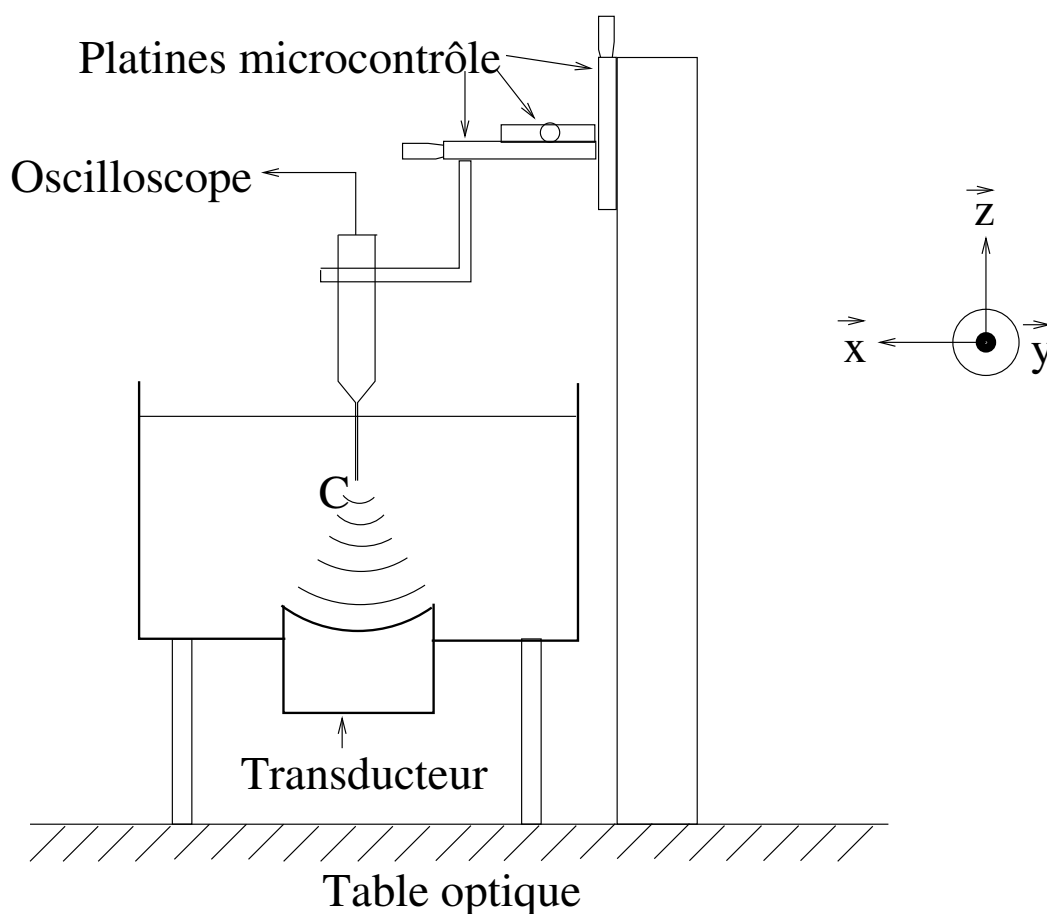 Platines microcontrôle
Oscilloscope
z
x
y
C
Transducteur
Table optique